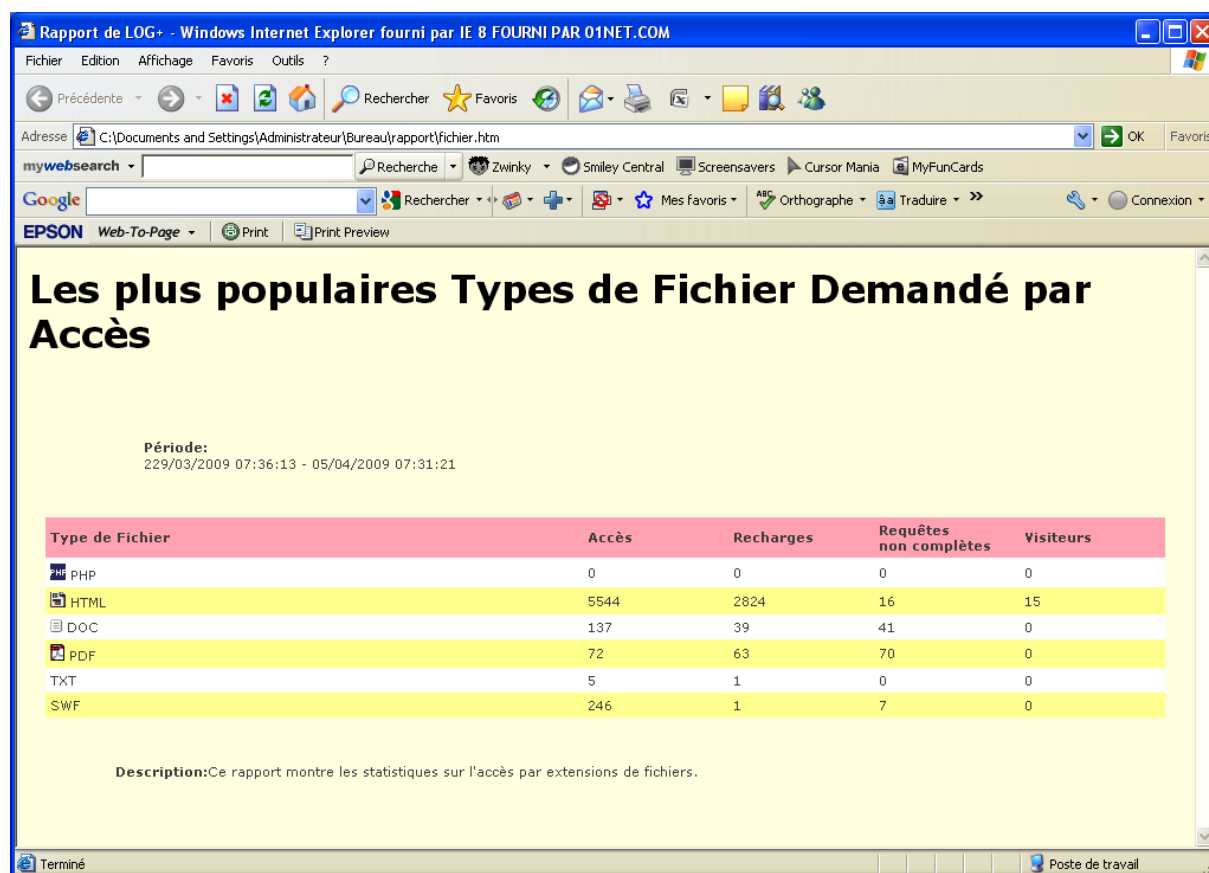 Rapport de LOG+ - Windows Internet Explorer fourni par IE 8 FOURNI PAR 01NET.COM
Fichier Edition Affichage Favoris Outils ?
Précédente Rechercher Favoris
Adresse C:\Documents and Settings\Administrateur\Bureau\rapport\fichier.htm OK Favoris
mywebsearch Recherche Zwinky Smiley Central Screensavers Cursor Mania MyFunCards
Google Rechercher Mes favoris ABC Orthographe Traduire Connexion
EPSON Web-To-Page Print Print Preview
Les plus populaires Types de Fichier Demandé par
Accès
Période:
229/03/2009 07:36:13 - 05/04/2009 07:31:21
Type de Fichier Accès Recharges Requêtes non complètes Visiteurs
PHP PHP 0 0 0 0
HTML 5544 2824 16 15
DOC 137 39 41 0
PDF 72 63 70 0
TXT 5 1 0 0
SWF 246 1 7 0
Description:Ce rapport montre les statistiques sur l'accès par extensions de fichiers.
Terminé Poste de travail